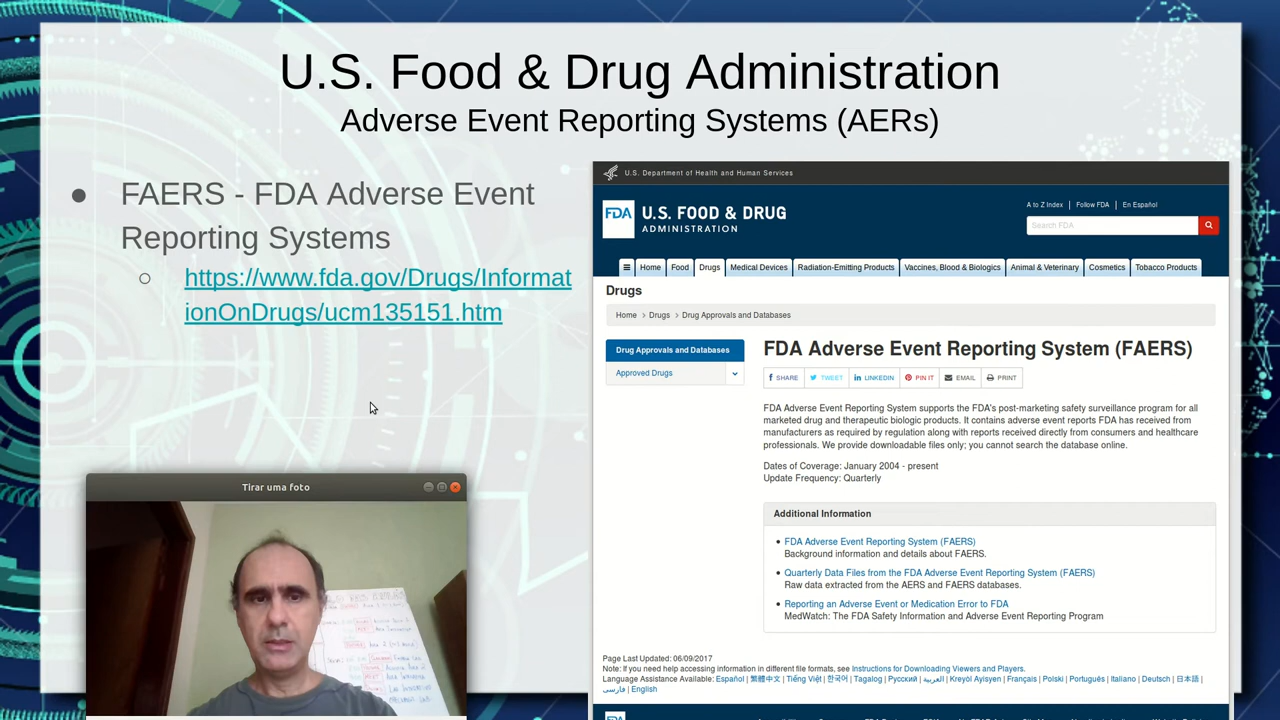 U.S. Food & Drug Administration
Adverse Event Reporting Systems (AERs)
● FAERS - FDA Adverse Event
Reporting Systems
○ https://www.fda.gov/Drugs/Informat
ionOnDrugs/ucm135151.htm
Tirar uma foto
U.S. Department of Health and Human Services
FDA U.S. FOOD & DRUG
ADMINISTRATION
A to Z Index | Follow FDA | En Español
Search FDA
Home Food Drugs Medical Devices Radiation-Emitting Products Vaccines, Blood & Biologics Animal & Veterinary Cosmetics Tobacco Products
Drugs
Home > Drugs > Drug Approvals and Databases
Drug Approvals and Databases
Approved Drugs
FDA Adverse Event Reporting System (FAERS)
SHARE TWEET LINKEDIN PIN IT EMAIL PRINT
FDA Adverse Event Reporting System supports the FDA's post-marketing safety surveillance program for all
marketed drug and therapeutic biologic products. It contains adverse event reports FDA has received from
manufacturers as required by regulation along with reports received directly from consumers and healthcare
professionals. We provide downloadable files only; you cannot search the database online.
Dates of Coverage: January 2004 - present
Update Frequency: Quarterly
Additional Information
• FDA Adverse Event Reporting System (FAERS)
Background information and details about FAERS.
• Quarterly Data Files from the FDA Adverse Event Reporting System (FAERS)
Raw data extracted from the AERS and FAERS databases.
• Reporting an Adverse Event or Medication Error to FDA
MedWatch: The FDA Safety Information and Adverse Event Reporting Program
Page Last Updated: 06/09/2017
Note: If you need help accessing information in different file formats, see Instructions for Downloading Viewers and Players.
Language Assistance Available: Español | 繁體中文 | Tiếng Việt | 한국어 | Tagalog | Русский | العربية | Kreyòl Ayisyen | Français | Polski | Português | Italiano | Deutsch | 日本語 |
فارسی | English
FDA